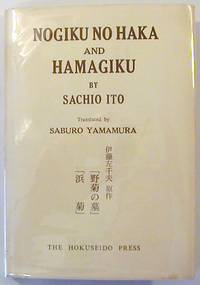 NOGIKU NO HAKA
AND
HAMAGIKU
BY
SACHIO ITO
Translated by
SABURO YAMAMURA
伊藤左千夫 原作
『野菊の墓』
『浜菊』
THE HOKUSEIDO PRESS